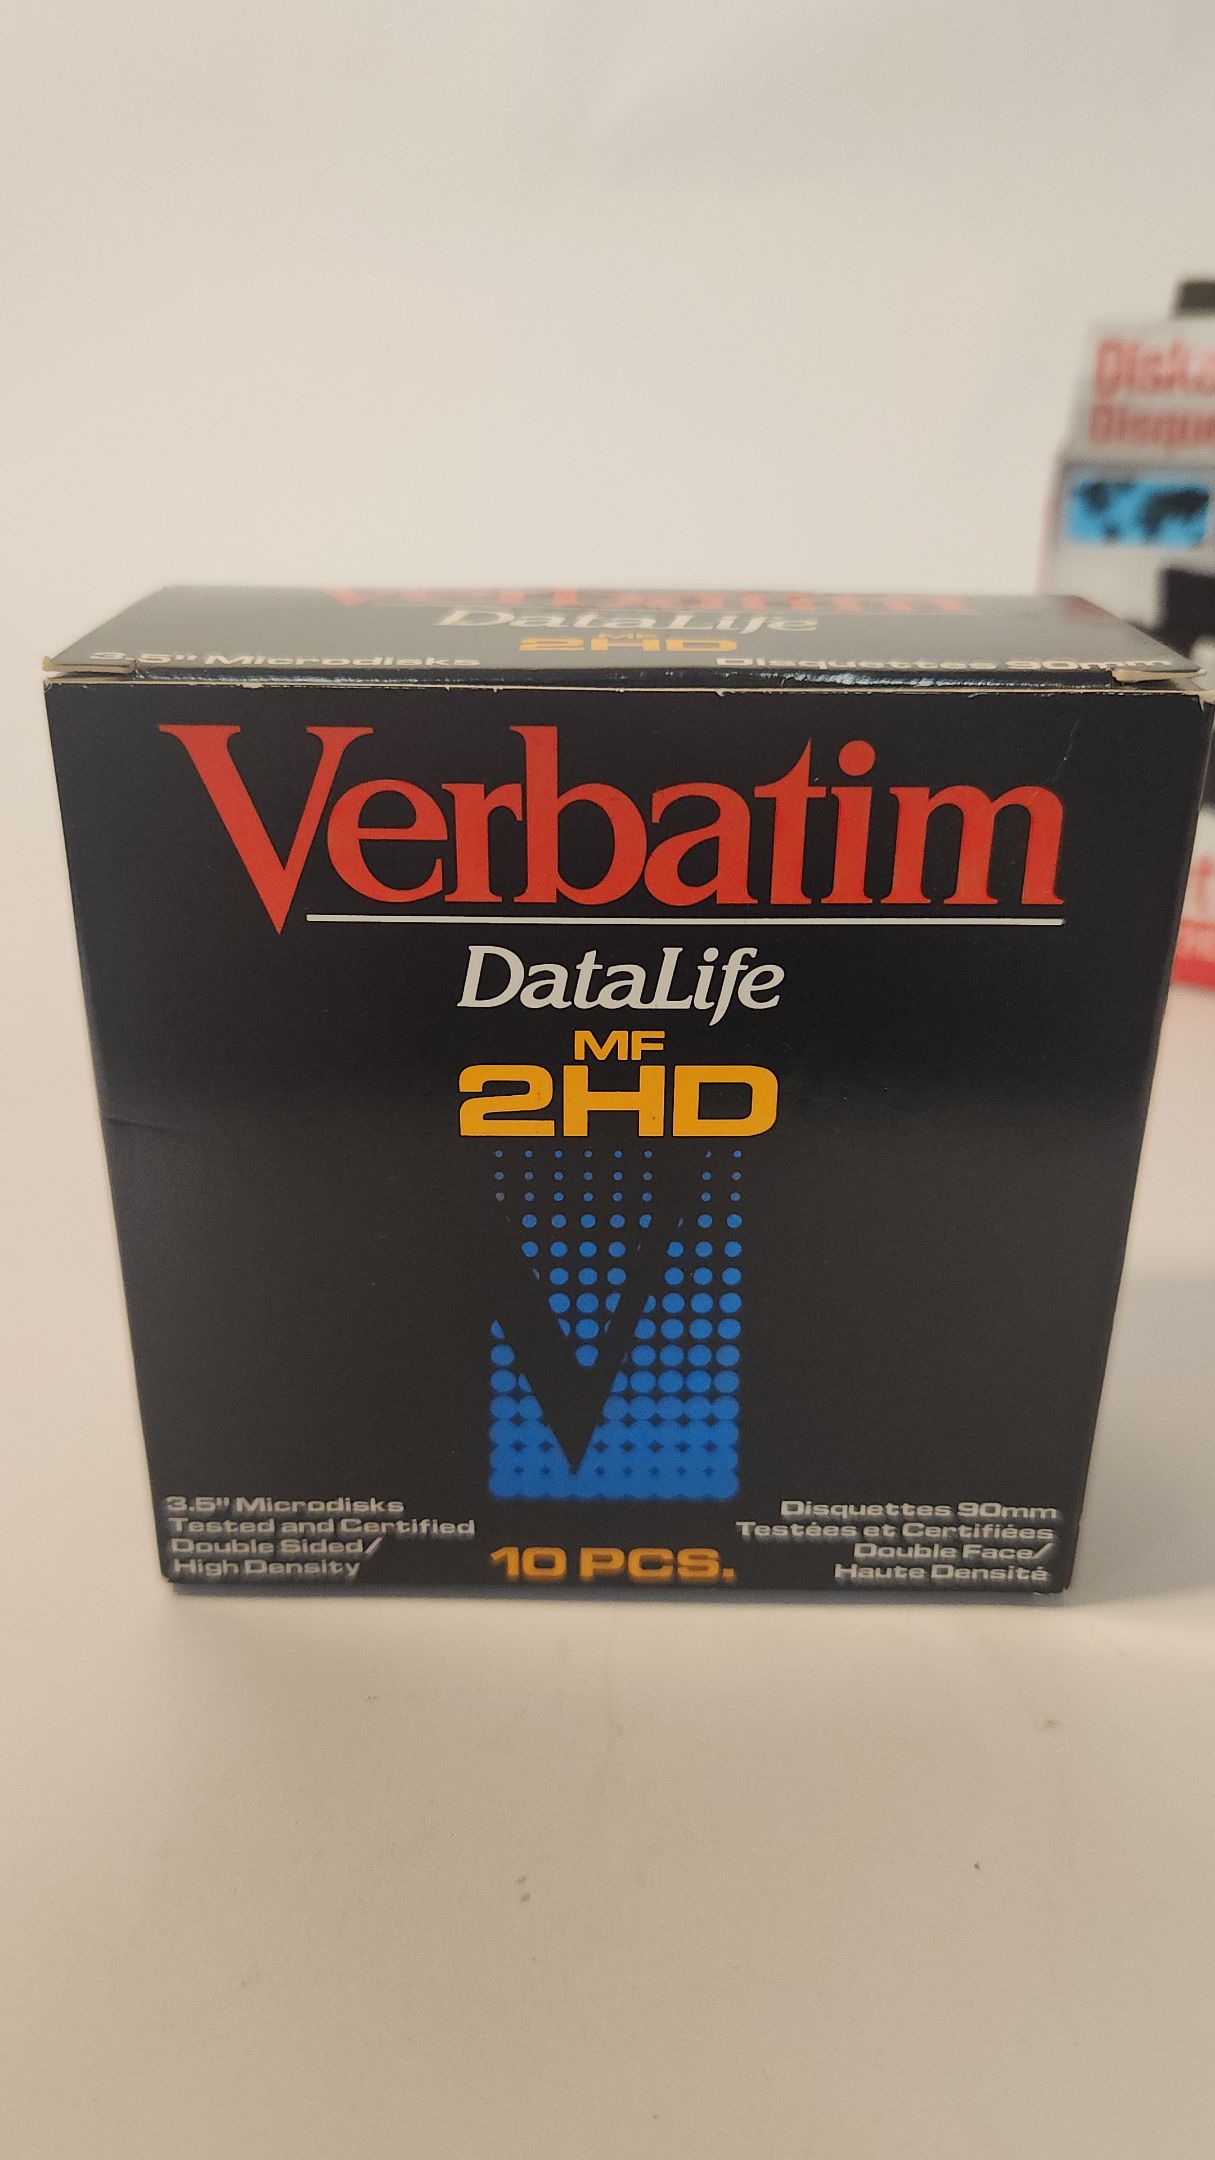 Verbatim
DataLife
MF
2HD
3.5" Microdisks
Disquettes 90mm
Verbatim
DataLife
MF
2HD
3.5" Microdisks
Tested and Certified
Double Sided/
High Density
10 PCS.
Disquettes 90mm
Testées et Certifiées
Double Face/
Haute Densité